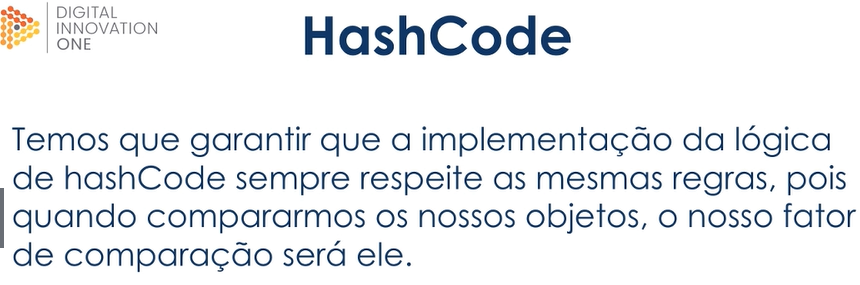 DIGITAL
INNOVATION
ONE
HashCode
Temos que garantir que a implementação da lógica
de hashCode sempre respeite as mesmas regras, pois
quando compararmos os nossos objetos, o nosso fator
de comparação será ele.